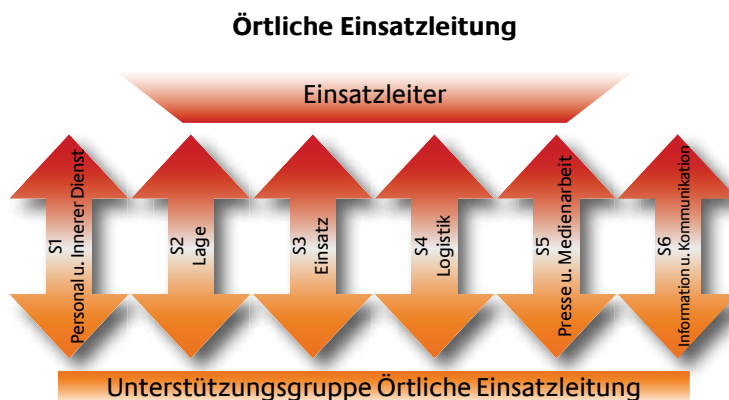 Örtliche Einsatzleitung
Einsatzleiter
S1
Personal u. Innerer Dienst
S2
Lage
S3
Einsatz
S4
Logistik
S5
Presse u. Medienarbeit
S6
Information u. Kommunikation
Unterstützungsgruppe Örtliche Einsatzleitung